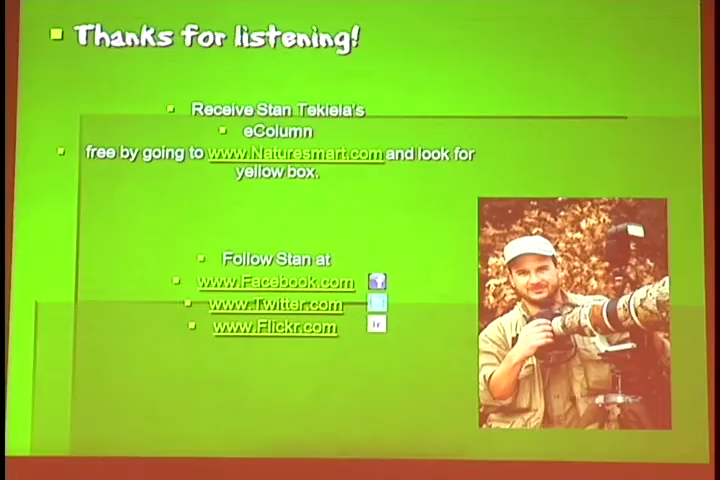 Thanks for listening!
Receive Stan Tekiela's
eColumn
free by going to www.Naturesmart.com and look for
yellow box.
Follow Stan at
www.Facebook.com
www.Twitter.com
www.Flickr.com